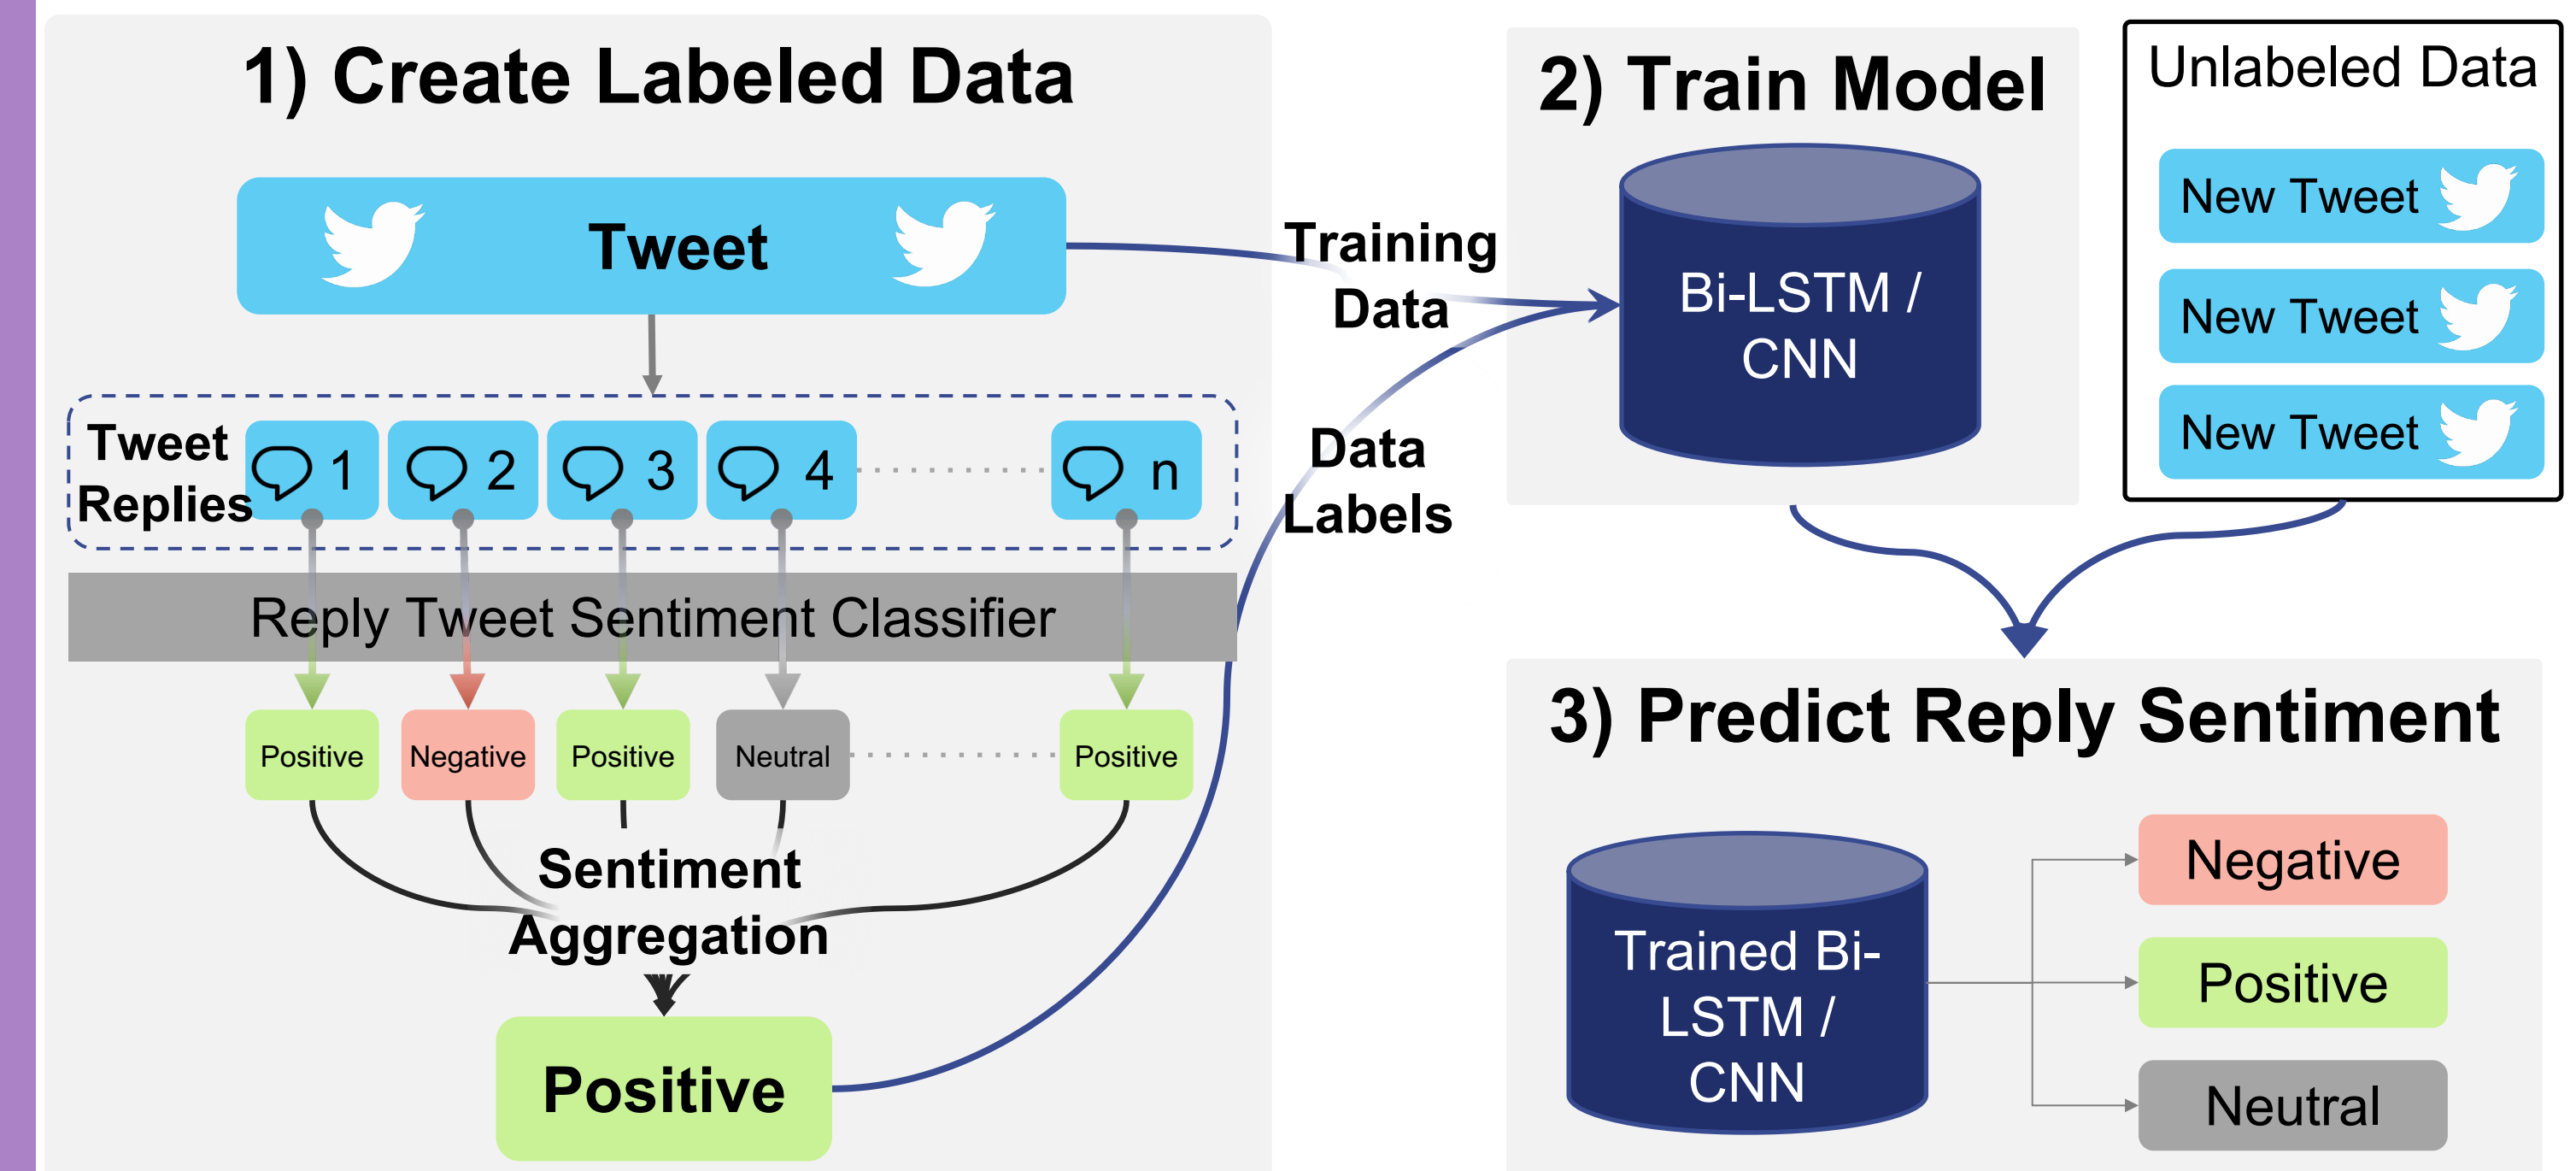 1) Create Labeled Data
Tweet
Tweet
Replies
1
2
3
4
n
Reply Tweet Sentiment Classifier
Positive
Negative
Positive
Neutral
Positive
Sentiment
Aggregation
Positive
Training
Data
Data
Labels
2) Train Model
Bi-LSTM /
CNN
Unlabeled Data
New Tweet
New Tweet
New Tweet
3) Predict Reply Sentiment
Trained Bi-
LSTM /
CNN
Negative
Positive
Neutral